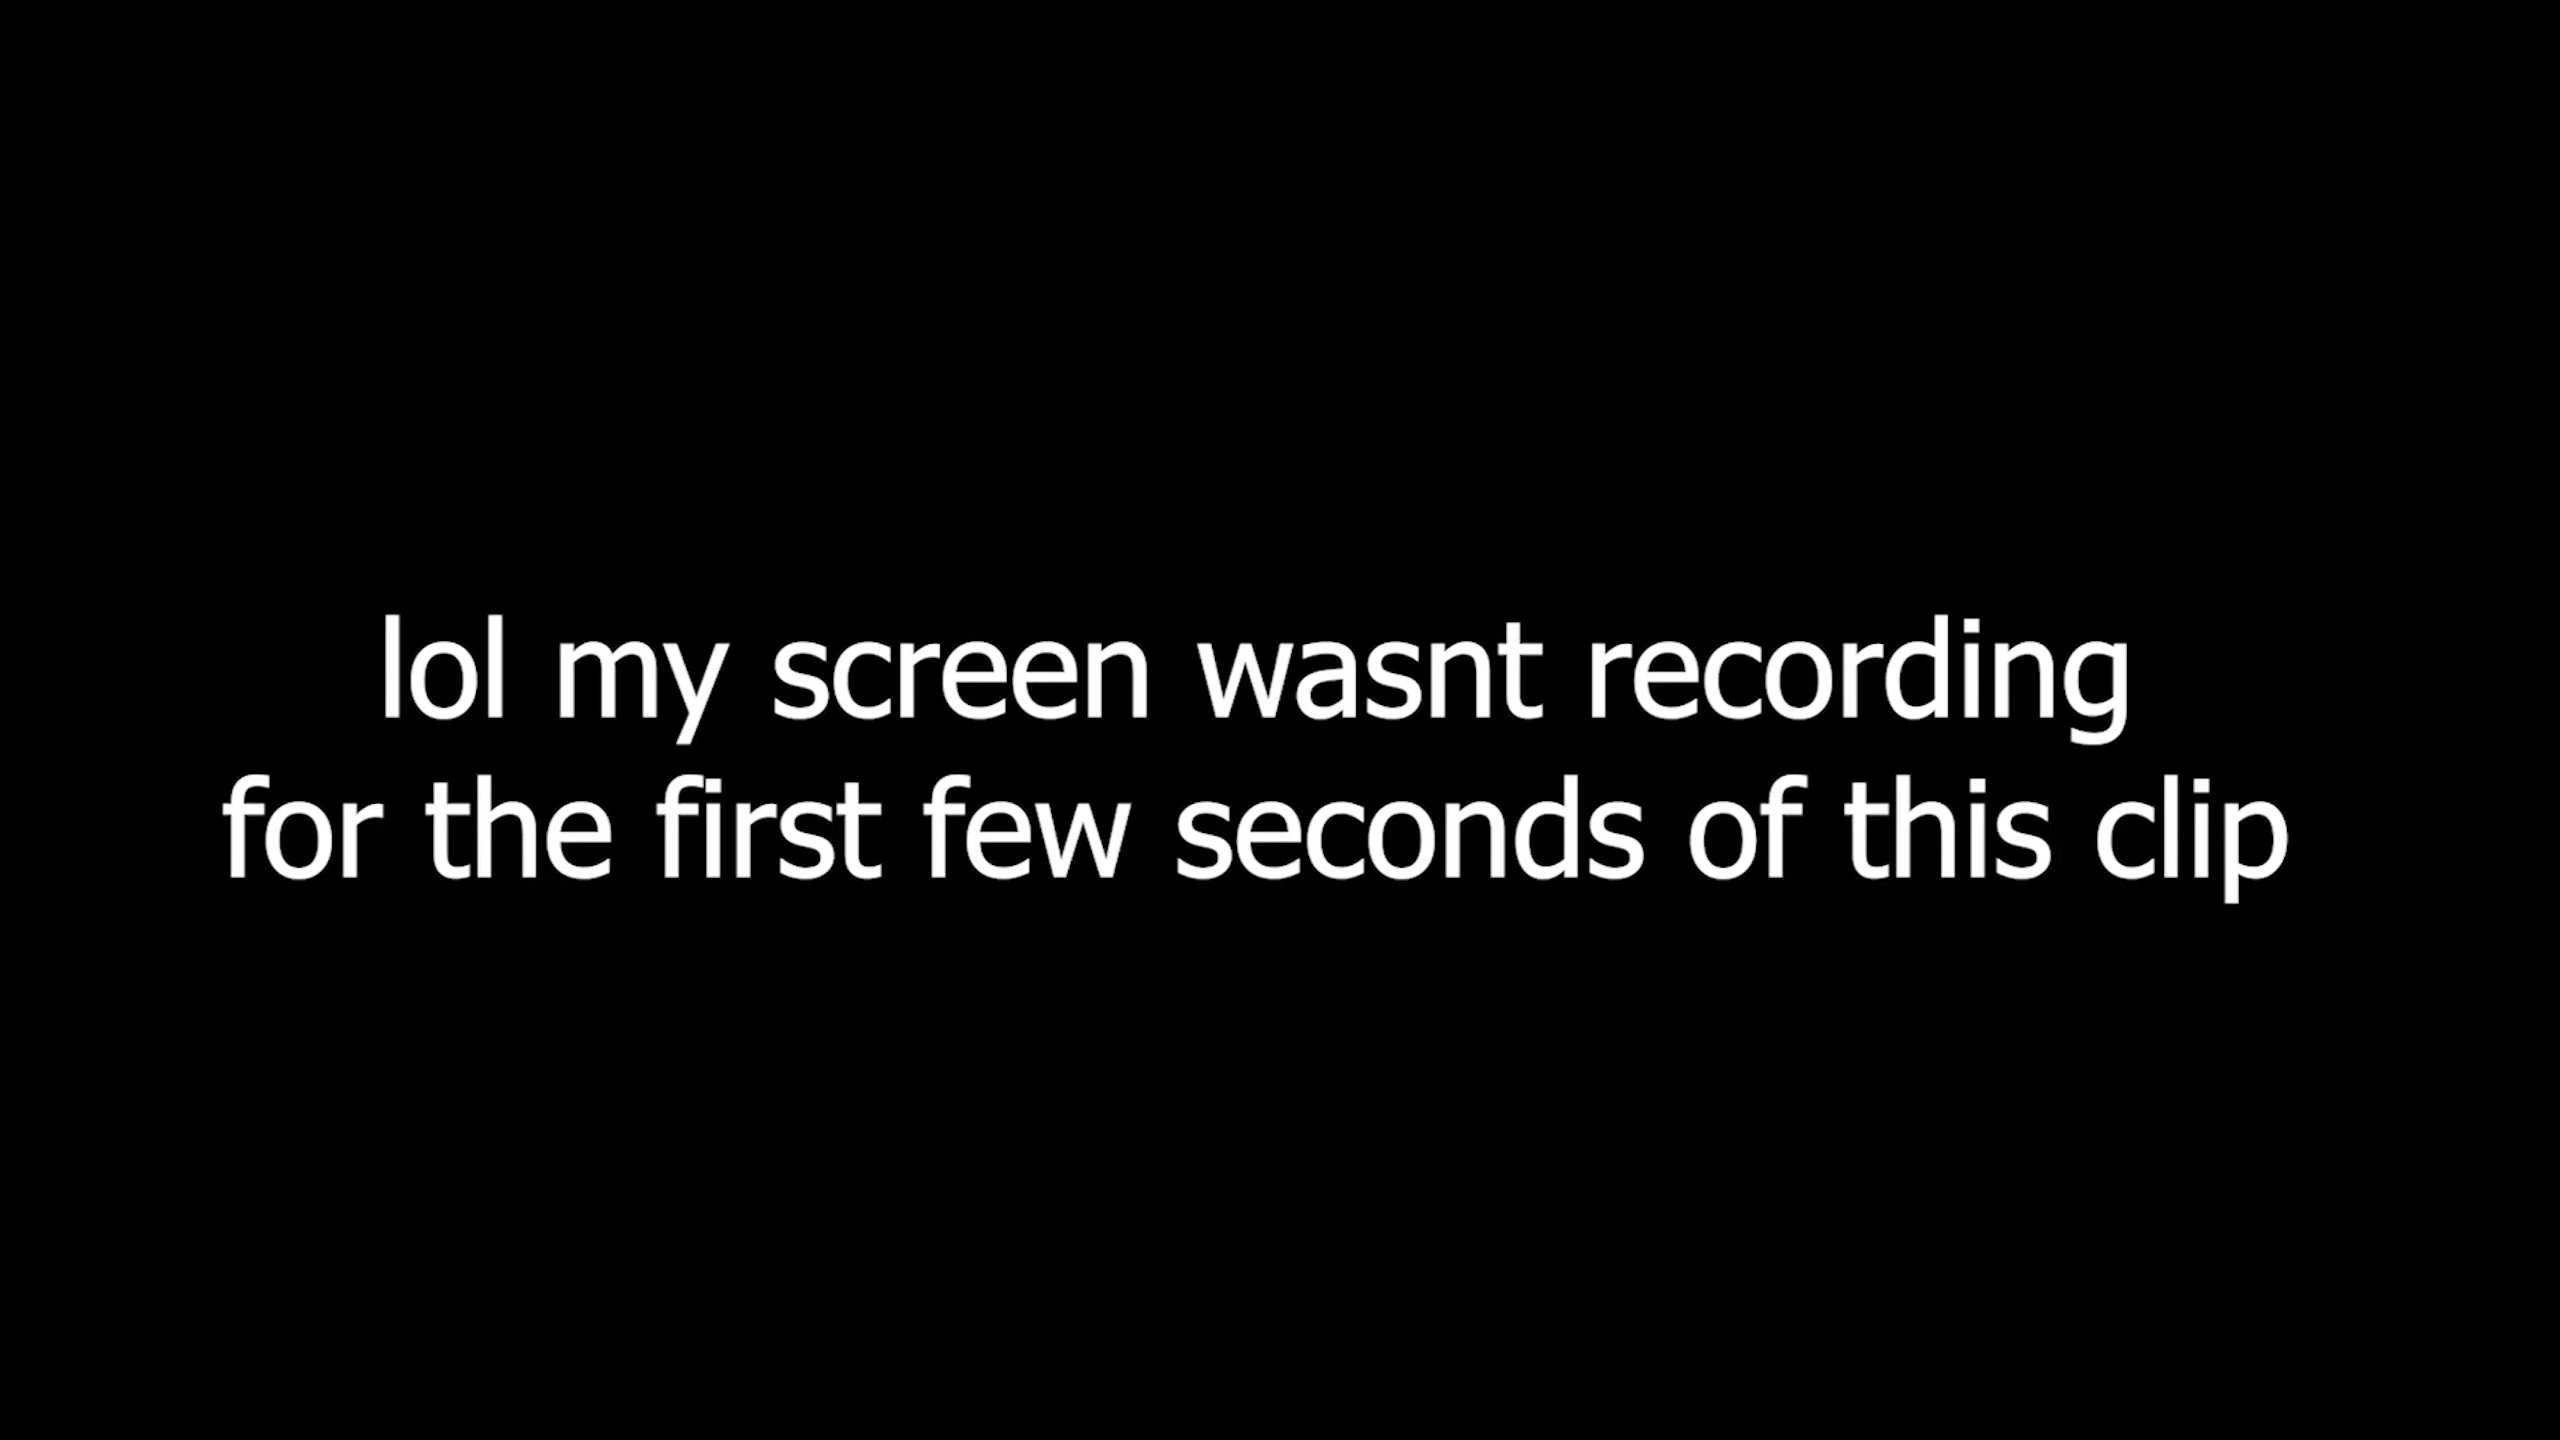 lol my screen wasnt recording
for the first few seconds of this clip